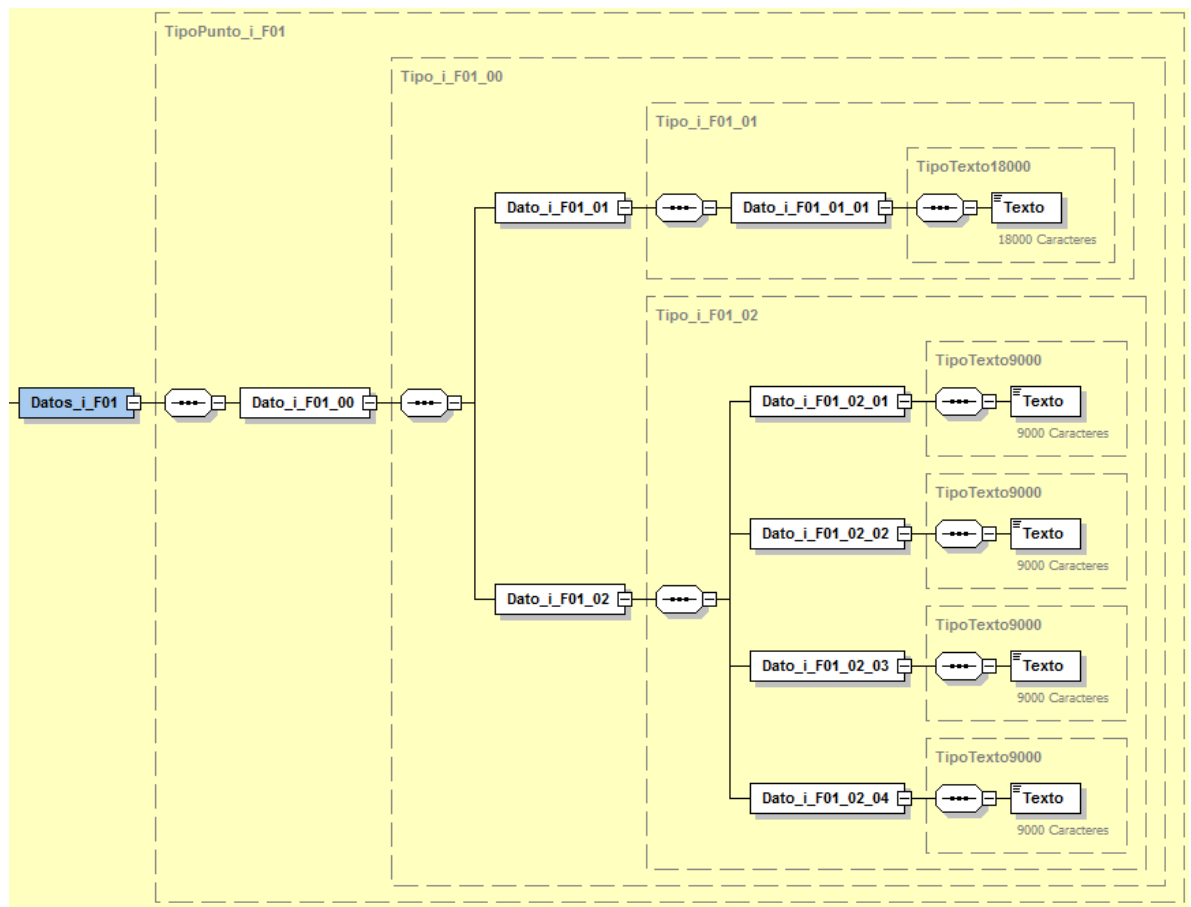 TipoPunto_i_F01
Tipo_i_F01_00
Tipo_i_F01_01
TipoTexto18000
Dato_i_F01_01
Dato_i_F01_01_01
Texto
18000 Caracteres
Tipo_i_F01_02
TipoTexto9000
Datos_i_F01
Dato_i_F01_00
Dato_i_F01_02_01
Texto
9000 Caracteres
TipoTexto9000
Dato_i_F01_02_02
Texto
9000 Caracteres
Dato_i_F01_02
TipoTexto9000
Dato_i_F01_02_03
Texto
9000 Caracteres
TipoTexto9000
Dato_i_F01_02_04
Texto
9000 Caracteres